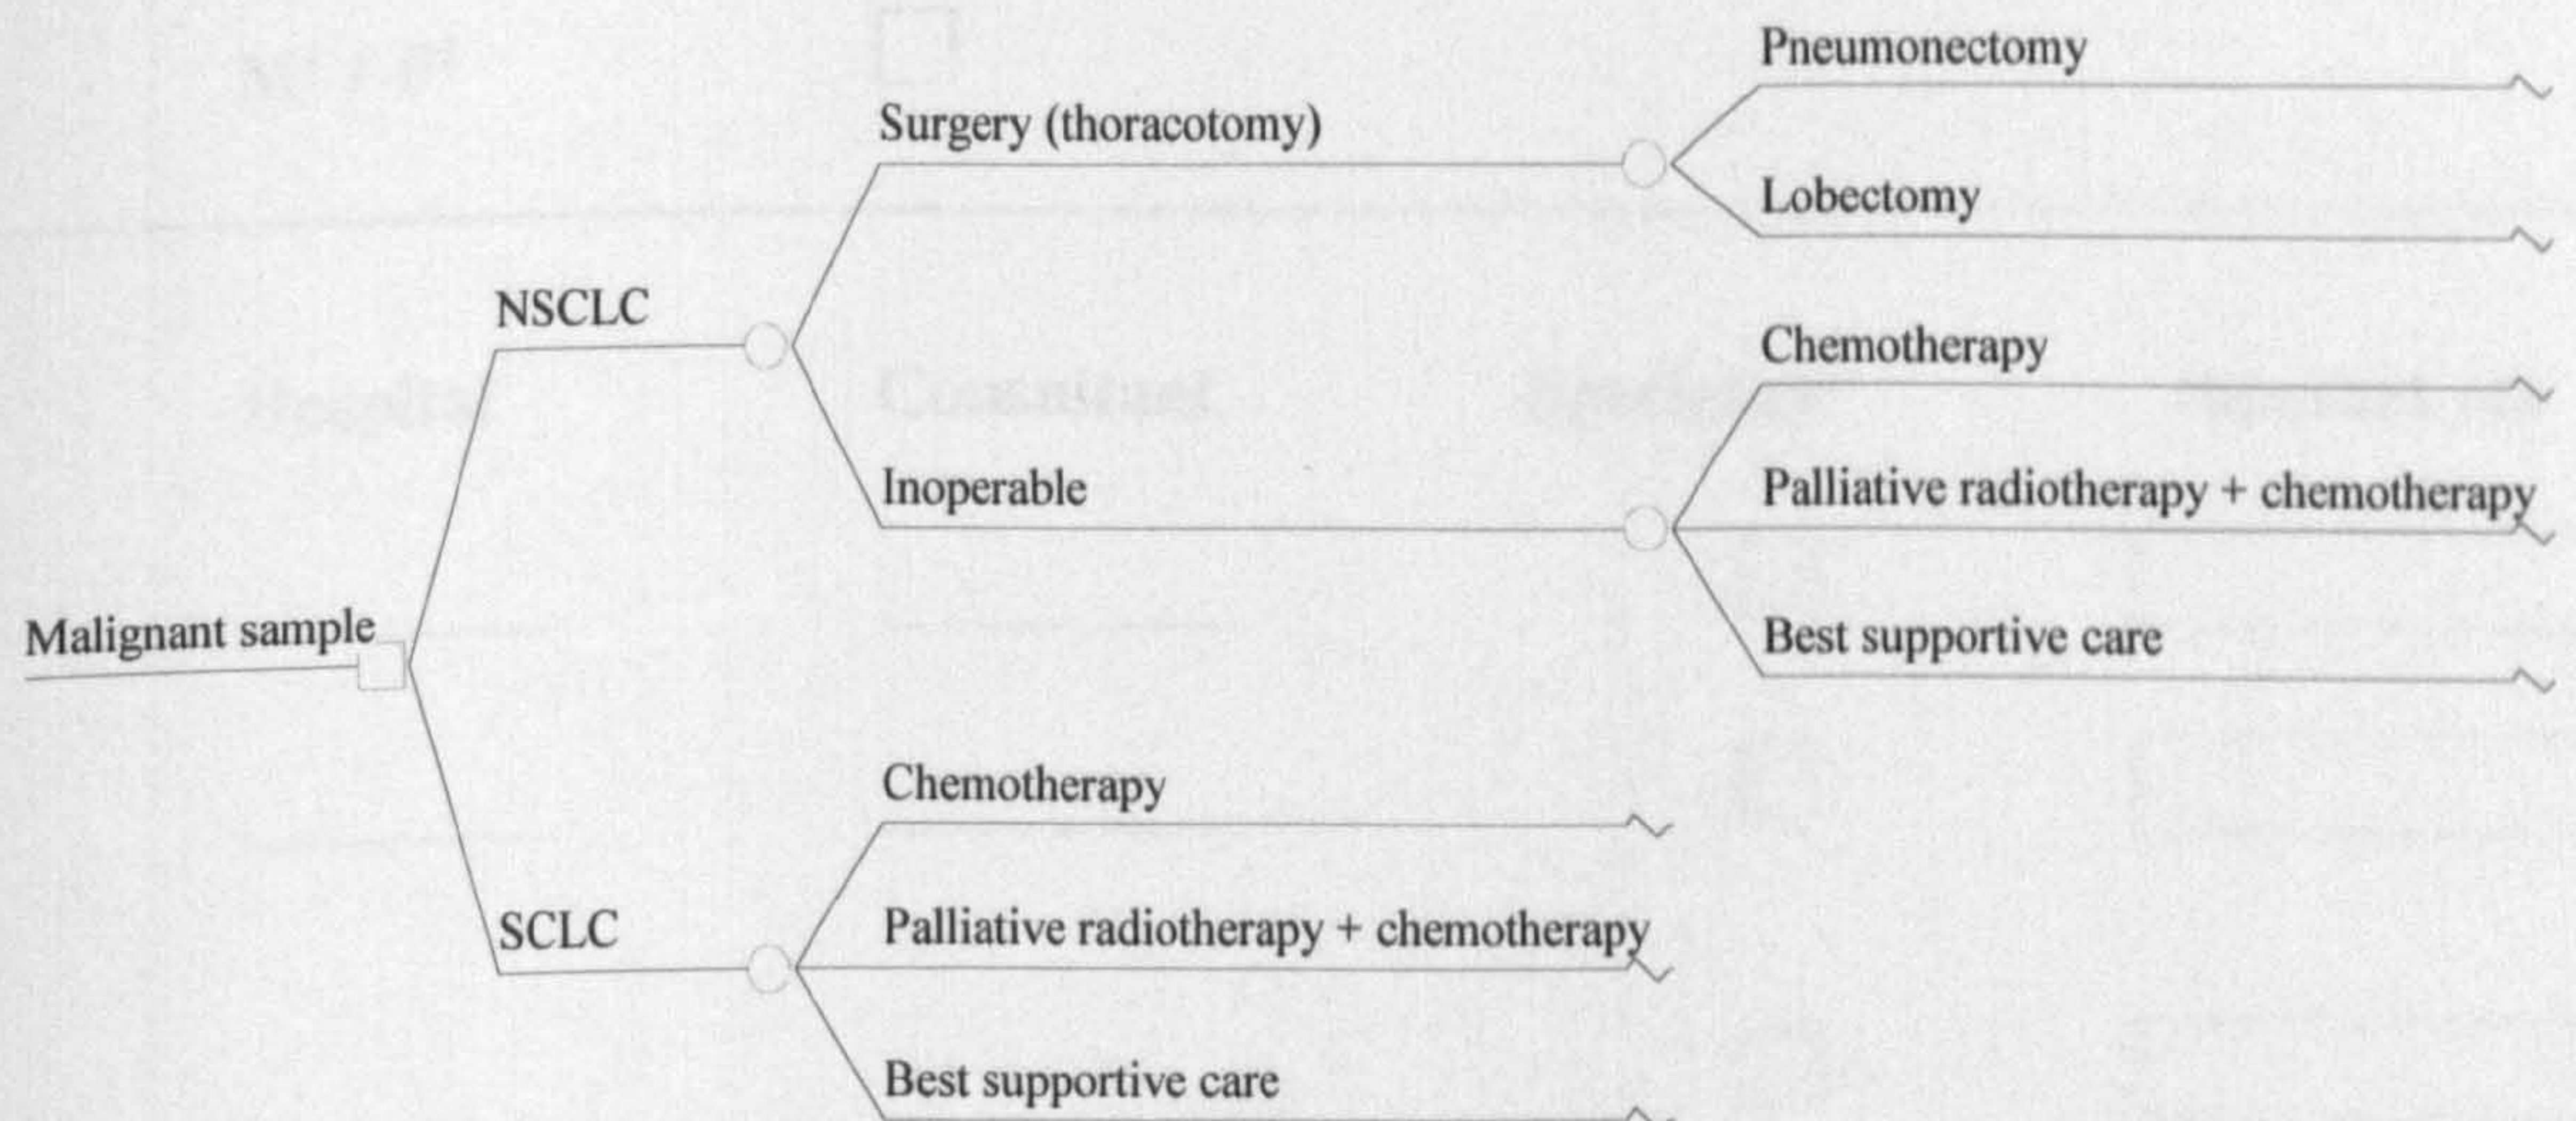 Pneumonectomy
Surgery (thoracotomy)
Lobectomy
NSCLC
Chemotherapy
Inoperable
Palliative radiotherapy + chemotherapy
Malignant sample
Best supportive care
Chemotherapy
SCLC
Palliative radiotherapy + chemotherapy
Best supportive care